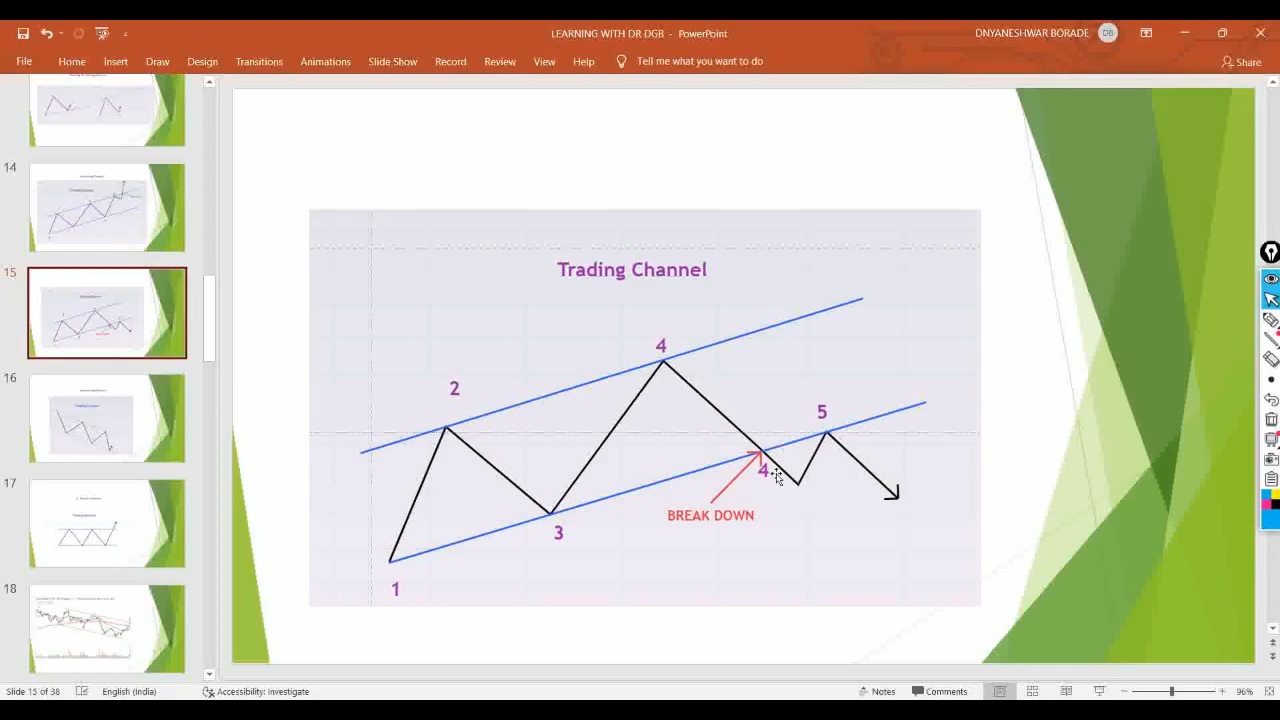 LEARNING WITH DR DGB - PowerPoint
DNYANESHWAR BORADE
DB
File Home Insert Draw Design Transitions Animations Slide Show Record Review View Help Tell me what you want to do
Share
14
15
16
17
18
Trading Channel
4
2
5
4
BREAK DOWN
3
1
Slide 15 of 38
English (India)
Accessibility: Investigate
Notes
Comments
96%